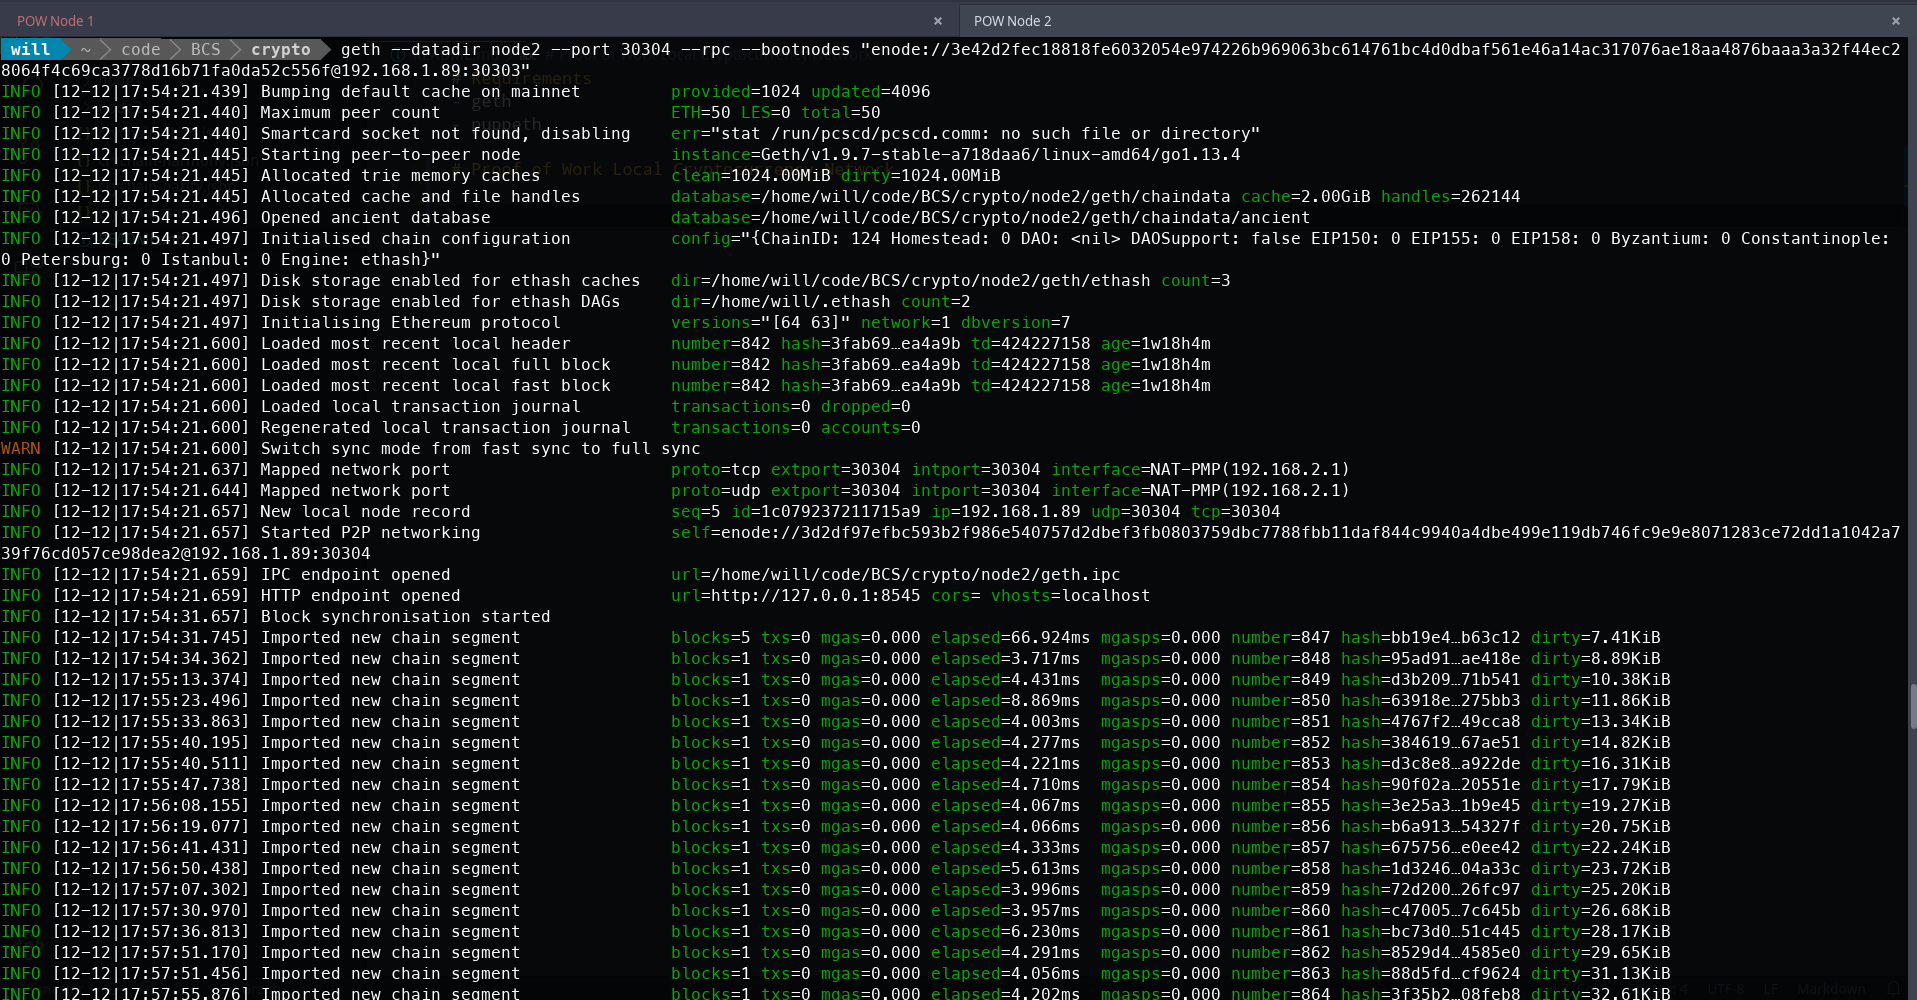 POW Node 1 × POW Node 2 ×
will ~ code BCS crypto geth --datadir node2 --port 30304 --rpc --bootnodes "enode://3e42d2fec18818fe6032054e974226b969063bc614761bc4d0dbaf561e46a14ac317076ae18aa4876baaa3a32f44ec2
8064f4c69ca3778d16b71fa0da52c556f@192.168.1.89:30303"
INFO [12-12|17:54:21.439] Bumping default cache on mainnet provided=1024 updated=4096
INFO [12-12|17:54:21.440] Maximum peer count ETH=50 LES=0 total=50
INFO [12-12|17:54:21.440] Smartcard socket not found, disabling err="stat /run/pcscd/pcscd.comm: no such file or directory"
INFO [12-12|17:54:21.445] Starting peer-to-peer node instance=Geth/v1.9.7-stable-a718daa6/linux-amd64/go1.13.4
INFO [12-12|17:54:21.445] Allocated trie memory caches clean=1024.00MiB dirty=1024.00MiB
INFO [12-12|17:54:21.445] Allocated cache and file handles database=/home/will/code/BCS/crypto/node2/geth/chaindata cache=2.00GiB handles=262144
INFO [12-12|17:54:21.496] Opened ancient database database=/home/will/code/BCS/crypto/node2/geth/chaindata/ancient
INFO [12-12|17:54:21.497] Initialised chain configuration config="{ChainID: 124 Homestead: 0 DAO: <nil> DAOSupport: false EIP150: 0 EIP155: 0 EIP158: 0 Byzantium: 0 Constantinople:
0 Petersburg: 0 Istanbul: 0 Engine: ethash}"
INFO [12-12|17:54:21.497] Disk storage enabled for ethash caches dir=/home/will/code/BCS/crypto/node2/geth/ethash count=3
INFO [12-12|17:54:21.497] Disk storage enabled for ethash DAGs dir=/home/will/.ethash count=2
INFO [12-12|17:54:21.497] Initialising Ethereum protocol versions="[64 63]" network=1 dbversion=7
INFO [12-12|17:54:21.600] Loaded most recent local header number=842 hash=3fab69…ea4a9b td=424227158 age=1w18h4m
INFO [12-12|17:54:21.600] Loaded most recent local full block number=842 hash=3fab69…ea4a9b td=424227158 age=1w18h4m
INFO [12-12|17:54:21.600] Loaded most recent local fast block number=842 hash=3fab69…ea4a9b td=424227158 age=1w18h4m
INFO [12-12|17:54:21.600] Loaded local transaction journal transactions=0 dropped=0
INFO [12-12|17:54:21.600] Regenerated local transaction journal transactions=0 accounts=0
WARN [12-12|17:54:21.600] Switch sync mode from fast sync to full sync
INFO [12-12|17:54:21.637] Mapped network port proto=tcp extport=30304 intport=30304 interface=NAT-PMP(192.168.2.1)
INFO [12-12|17:54:21.644] Mapped network port proto=udp extport=30304 intport=30304 interface=NAT-PMP(192.168.2.1)
INFO [12-12|17:54:21.657] New local node record seq=5 id=1c079237211715a9 ip=192.168.1.89 udp=30304 tcp=30304
INFO [12-12|17:54:21.657] Started P2P networking self=enode://3d2df97efbc593b2f986e540757d2dbef3fb0803759dbc7788fbb11daf844c9940a4dbe499e119db746fc9e9e8071283ce72dd1a1042a7
39f76cd057ce98dea2@192.168.1.89:30304
INFO [12-12|17:54:21.659] IPC endpoint opened url=/home/will/code/BCS/crypto/node2/geth.ipc
INFO [12-12|17:54:21.659] HTTP endpoint opened url=http://127.0.0.1:8545 cors= vhosts=localhost
INFO [12-12|17:54:31.657] Block synchronisation started
INFO [12-12|17:54:31.745] Imported new chain segment blocks=5 txs=0 mgas=0.000 elapsed=66.924ms mgasps=0.000 number=847 hash=bb19e4…b63c12 dirty=7.41KiB
INFO [12-12|17:54:34.362] Imported new chain segment blocks=1 txs=0 mgas=0.000 elapsed=3.717ms mgasps=0.000 number=848 hash=95ad91…ae418e dirty=8.89KiB
INFO [12-12|17:55:13.374] Imported new chain segment blocks=1 txs=0 mgas=0.000 elapsed=4.431ms mgasps=0.000 number=849 hash=d3b209…71b541 dirty=10.38KiB
INFO [12-12|17:55:23.496] Imported new chain segment blocks=1 txs=0 mgas=0.000 elapsed=8.869ms mgasps=0.000 number=850 hash=63918e…275bb3 dirty=11.86KiB
INFO [12-12|17:55:33.863] Imported new chain segment blocks=1 txs=0 mgas=0.000 elapsed=4.003ms mgasps=0.000 number=851 hash=4767f2…49cca8 dirty=13.34KiB
INFO [12-12|17:55:40.195] Imported new chain segment blocks=1 txs=0 mgas=0.000 elapsed=4.277ms mgasps=0.000 number=852 hash=384619…67ae51 dirty=14.82KiB
INFO [12-12|17:55:40.511] Imported new chain segment blocks=1 txs=0 mgas=0.000 elapsed=4.221ms mgasps=0.000 number=853 hash=d3c8e8…a922de dirty=16.31KiB
INFO [12-12|17:55:47.738] Imported new chain segment blocks=1 txs=0 mgas=0.000 elapsed=4.710ms mgasps=0.000 number=854 hash=90f02a…20551e dirty=17.79KiB
INFO [12-12|17:56:08.155] Imported new chain segment blocks=1 txs=0 mgas=0.000 elapsed=4.067ms mgasps=0.000 number=855 hash=3e25a3…1b9e45 dirty=19.27KiB
INFO [12-12|17:56:19.077] Imported new chain segment blocks=1 txs=0 mgas=0.000 elapsed=4.066ms mgasps=0.000 number=856 hash=b6a913…54327f dirty=20.75KiB
INFO [12-12|17:56:41.431] Imported new chain segment blocks=1 txs=0 mgas=0.000 elapsed=4.333ms mgasps=0.000 number=857 hash=675756…e0ee42 dirty=22.24KiB
INFO [12-12|17:56:50.438] Imported new chain segment blocks=1 txs=0 mgas=0.000 elapsed=5.613ms mgasps=0.000 number=858 hash=1d3246…04a33c dirty=23.72KiB
INFO [12-12|17:57:07.302] Imported new chain segment blocks=1 txs=0 mgas=0.000 elapsed=3.996ms mgasps=0.000 number=859 hash=72d200…26fc97 dirty=25.20KiB
INFO [12-12|17:57:30.970] Imported new chain segment blocks=1 txs=0 mgas=0.000 elapsed=3.957ms mgasps=0.000 number=860 hash=c47005…7c645b dirty=26.68KiB
INFO [12-12|17:57:36.813] Imported new chain segment blocks=1 txs=0 mgas=0.000 elapsed=6.230ms mgasps=0.000 number=861 hash=bc73d0…51c445 dirty=28.17KiB
INFO [12-12|17:57:51.170] Imported new chain segment blocks=1 txs=0 mgas=0.000 elapsed=4.291ms mgasps=0.000 number=862 hash=8529d4…4585e0 dirty=29.65KiB
INFO [12-12|17:57:51.456] Imported new chain segment blocks=1 txs=0 mgas=0.000 elapsed=4.056ms mgasps=0.000 number=863 hash=88d5fd…cf9624 dirty=31.13KiB
INFO [12-12|17:57:55.876] Imported new chain segment blocks=1 txs=0 mgas=0.000 elapsed=4.202ms mgasps=0.000 number=864 hash=3f35b2…08feb8 dirty=32.61KiB